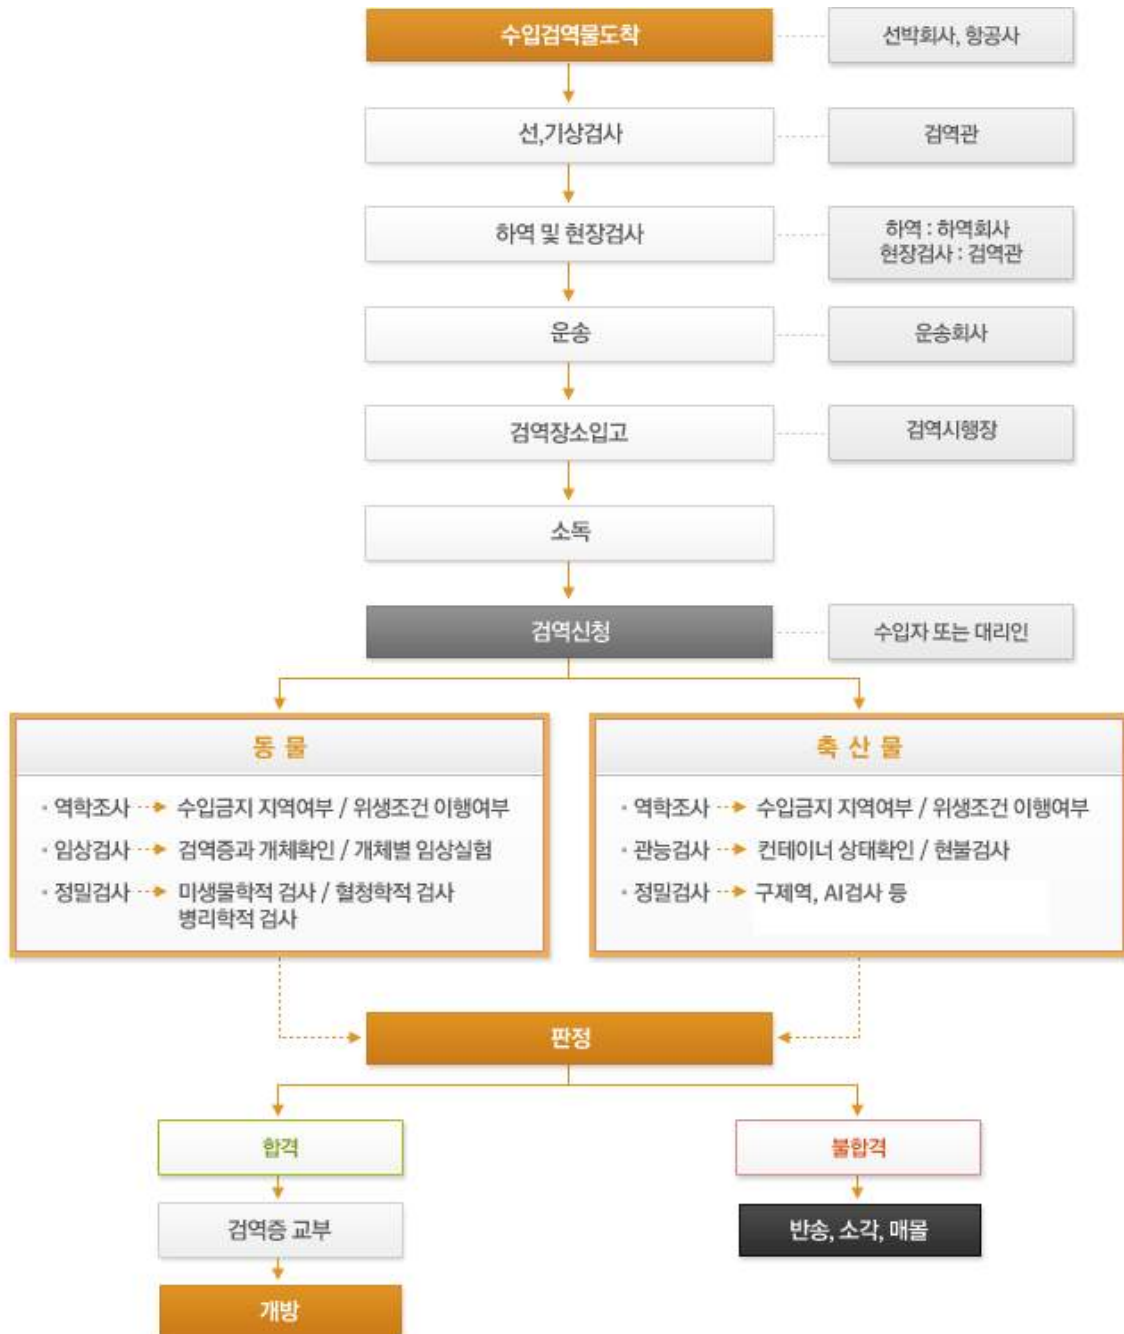 수입검역물도착
선박회사, 항공사
선,기상검사
검역관
하역 및 현장검사
하역 : 하역회사
현장검사 : 검역관
운송
운송회사
검역장소입고
검역시행장
소독
검역신청
수입자 또는 대리인
동 물
• 역학조사 수입금지 지역여부 / 위생조건 이행여부
• 임상검사 검역증과 개체확인 / 개체별 임상실험
• 정밀검사 미생물학적 검사 / 혈청학적 검사
병리학적 검사
축 산 물
• 역학조사 수입금지 지역여부 / 위생조건 이행여부
• 관능검사 컨테이너 상태확인 / 현불검사
• 정밀검사 구제역, AI검사 등
판정
합격
불합격
검역증 교부
반송, 소각, 매몰
개방